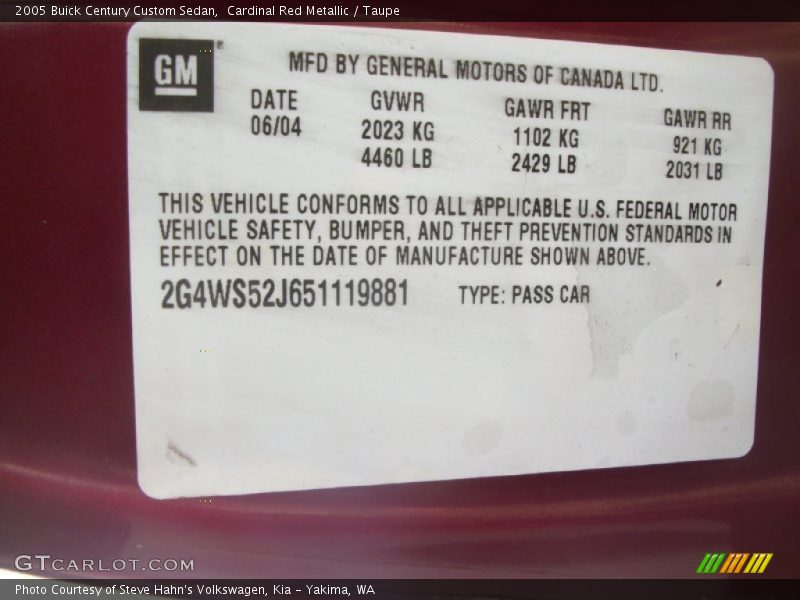 2005 Buick Century Custom Sedan,  Cardinal Red Metallic / Taupe
GM
MFD BY GENERAL MOTORS OF CANADA LTD.
DATE GVWR GAWR FRT GAWR RR
06/04 2023 KG 1102 KG 921 KG
4460 LB 2429 LB 2031 LB
THIS VEHICLE CONFORMS TO ALL APPLICABLE U.S. FEDERAL MOTOR
VEHICLE SAFETY, BUMPER, AND THEFT PREVENTION STANDARDS IN
EFFECT ON THE DATE OF MANUFACTURE SHOWN ABOVE.
2G4WS52J651119881 TYPE: PASS CAR
GTCARLOT.COM
Photo Courtesy of Steve Hahn's Volkswagen, Kia – Yakima, WA